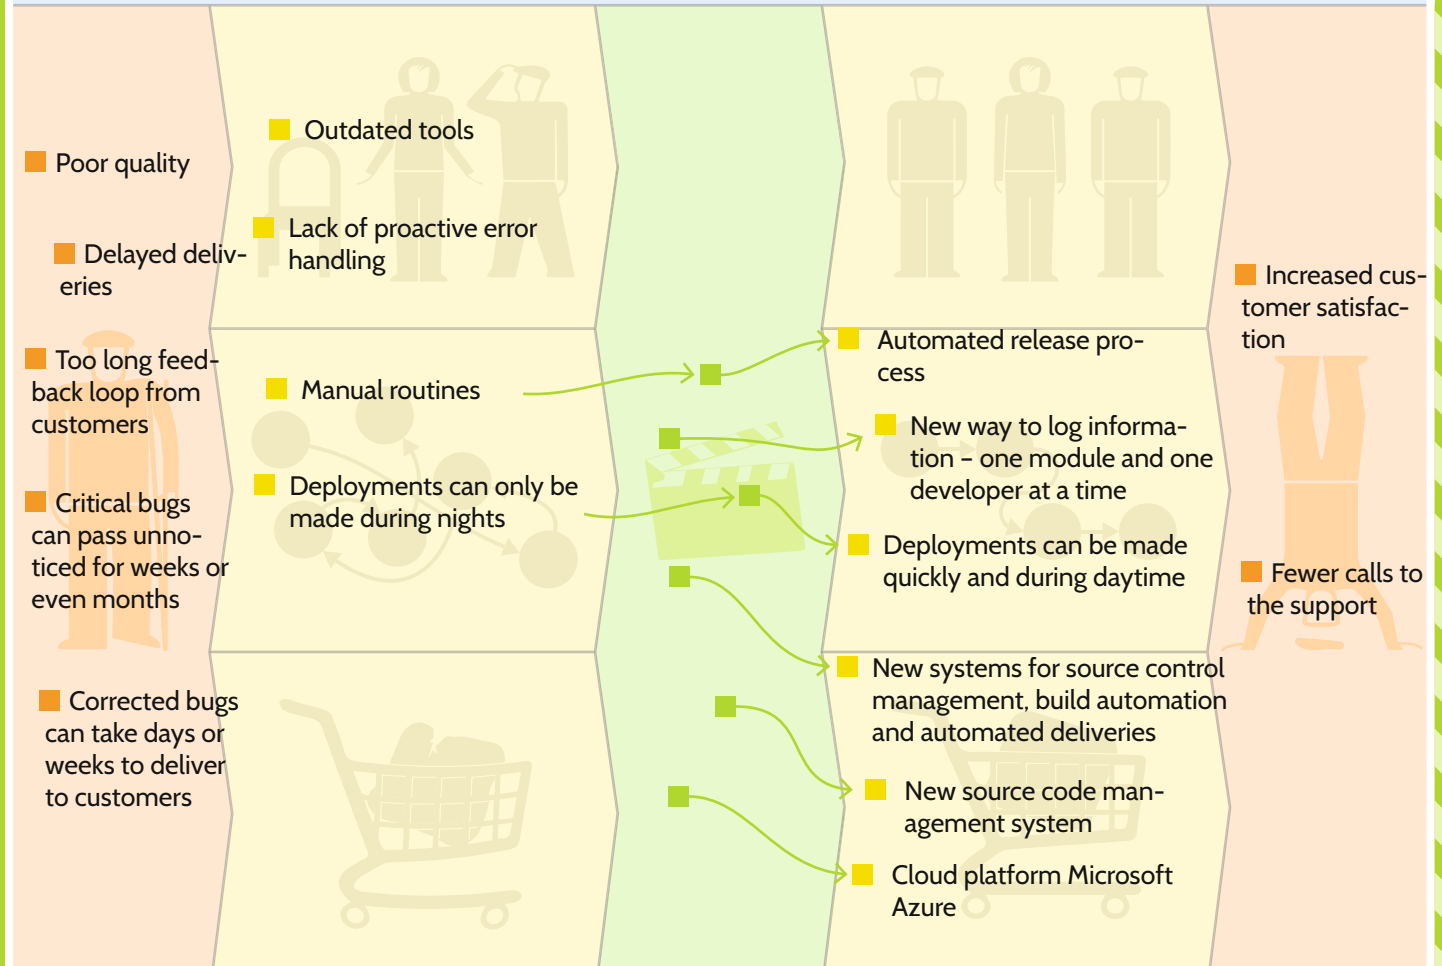 Poor quality
Delayed deliv-
eries
Too long feed-
back loop from
customers
Critical bugs
can pass unno-
ticed for weeks or
even months
Corrected bugs
can take days or
weeks to deliver
to customers
Outdated tools
Lack of proactive error
handling
Manual routines
Deployments can only be
made during nights
Automated release pro-
cess
New way to log informa-
tion – one module and one
developer at a time
Deployments can be made
quickly and during daytime
New systems for source control
management, build automation
and automated deliveries
New source code man-
agement system
Cloud platform Microsoft
Azure
Increased cus-
tomer satisfac-
tion
Fewer calls to
the support